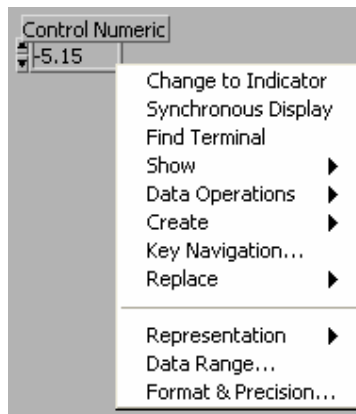 Control Numeric
-5.15
Change to Indicator
Synchronous Display
Find Terminal
Show
Data Operations
Create
Key Navigation...
Replace
Representation
Data Range...
Format & Precision...